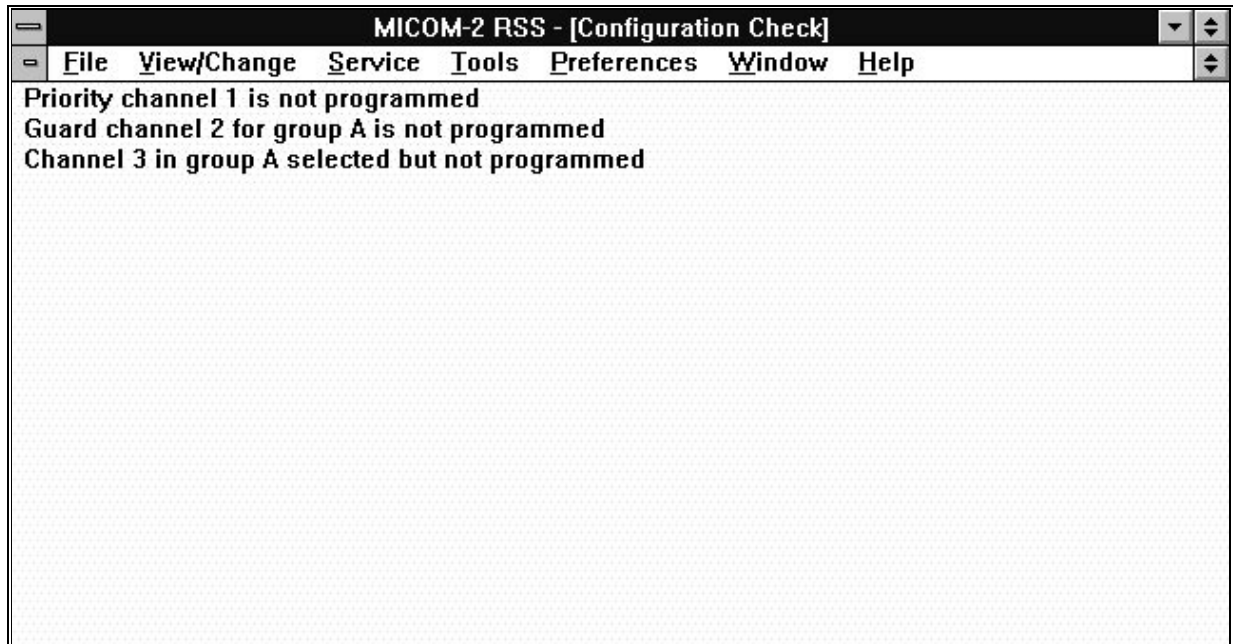 MICOM-2 RSS - [Configuration Check]
File View/Change Service Tools Preferences Window Help
Priority channel 1 is not programmed
Guard channel 2 for group A is not programmed
Channel 3 in group A selected but not programmed